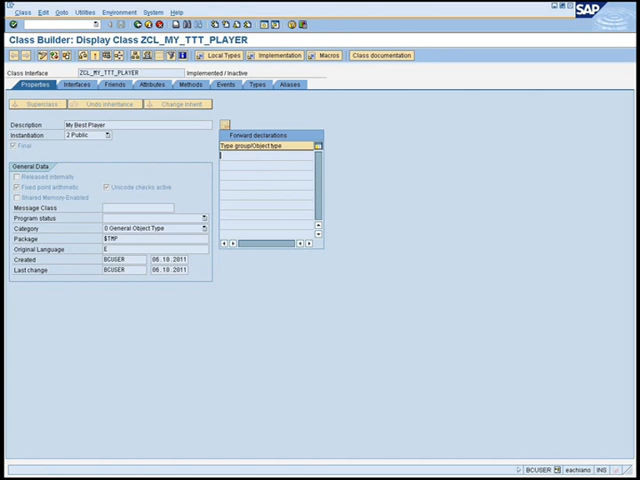 Class Edit Goto Utilities Environment System Help
SAP
Class Builder: Display Class ZCL_MY_TTT_PLAYER
Local Types Implementation Macros Class documentation
Class Interface ZCL_MY_TTT_PLAYER Implemented / Inactive
Properties Interfaces Friends Attributes Methods Events Types Aliases
Superclass Undo inheritance Change inherit
Description My Best Player
Instantiation 2 Public
Final
Forward declarations
Type group/Object type
General Data
Released internally
Fixed point arithmetic Unicode checks active
Shared Memory-Enabled
Message Class
Program status
Category 0 General Object Type
Package $TMP
Original Language E
Created BCUSER 06.18.2011
Last change BCUSER 06.18.2011
BCUSER eachiano INS